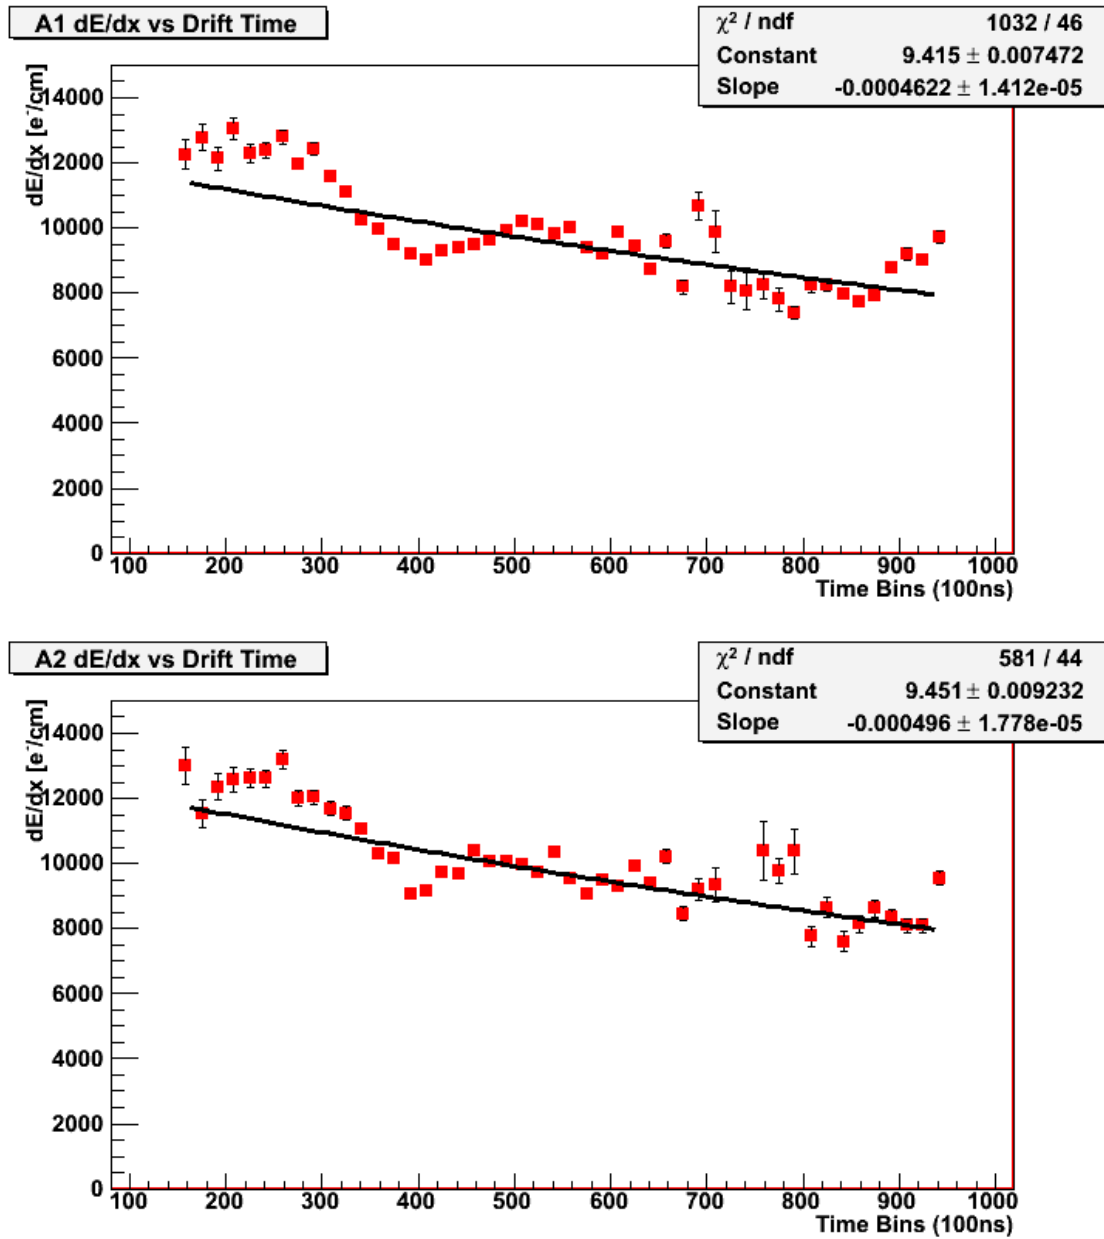 A1 dE/dx vs Drift Time
χ² / ndf 1032 / 46
Constant 9.415 ± 0.007472
Slope -0.0004622 ± 1.412e-05
dE/dx [e⁻/cm]
14000
12000
10000
8000
6000
4000
2000
0
100 200 300 400 500 600 700 800 900 1000
Time Bins (100ns)
A2 dE/dx vs Drift Time
χ² / ndf 581 / 44
Constant 9.451 ± 0.009232
Slope -0.000496 ± 1.778e-05
dE/dx [e⁻/cm]
14000
12000
10000
8000
6000
4000
2000
0
100 200 300 400 500 600 700 800 900 1000
Time Bins (100ns)